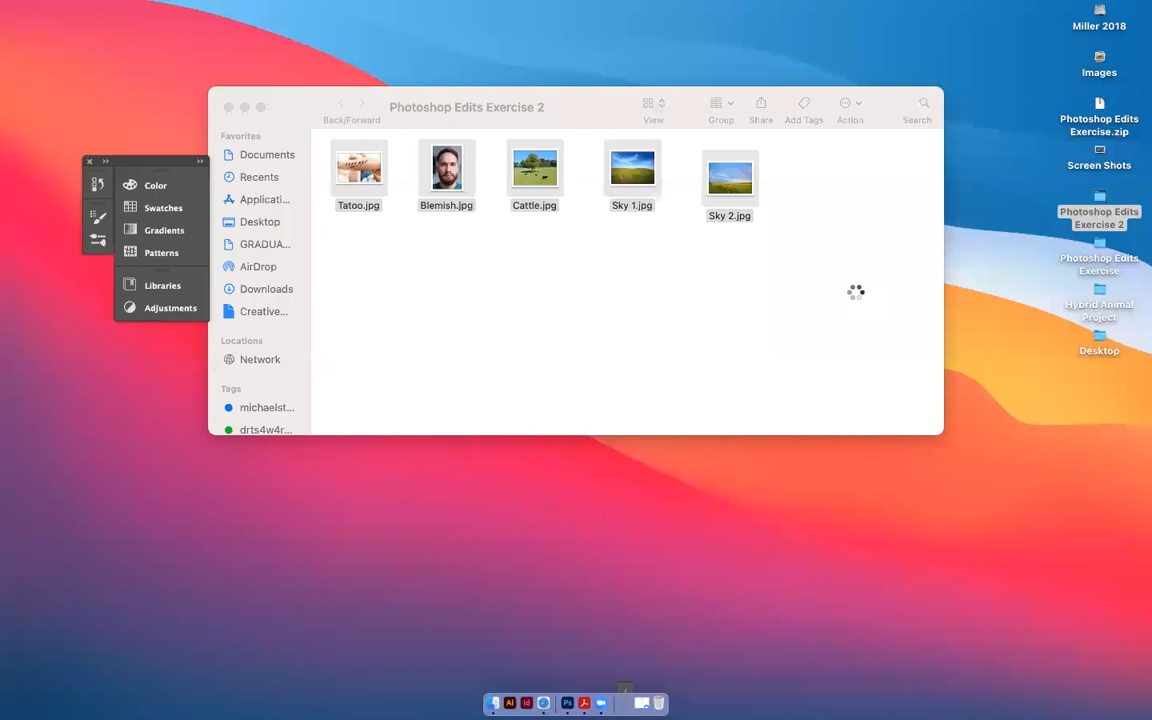 Miller 2018
Images
Photoshop Edits
Exercise.zip
Screen Shots
Photoshop Edits
Exercise 2
Photoshop Edits
Exercise
Hybrid Animal
Project
Desktop
Photoshop Edits Exercise 2
Back/Forward
View
Group
Share
Add Tags
Action
Search
Favorites
Documents
Recents
Applicati...
Desktop
GRADUA...
AirDrop
Downloads
Creative...
Locations
Network
Tags
michaelst...
drts4w4r...
Tatoo.jpg
Blemish.jpg
Cattle.jpg
Sky 1.jpg
Sky 2.jpg
Color
Swatches
Gradients
Patterns
Libraries
Adjustments
Ai
Id
Ps